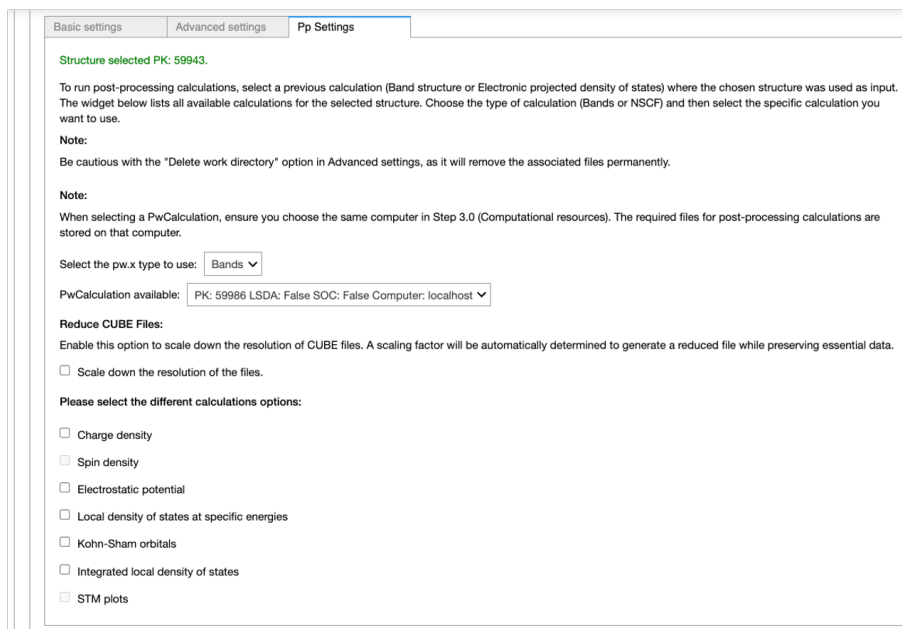 Basic settings
Advanced settings
Pp Settings
Structure selected PK: 59943.
To run post-processing calculations, select a previous calculation (Band structure or Electronic projected density of states) where the chosen structure was used as input.
The widget below lists all available calculations for the selected structure. Choose the type of calculation (Bands or NSCF) and then select the specific calculation you
want to use.
Note:
Be cautious with the "Delete work directory" option in Advanced settings, as it will remove the associated files permanently.
Note:
When selecting a PwCalculation, ensure you choose the same computer in Step 3.0 (Computational resources). The required files for post-processing calculations are
stored on that computer.
Select the pw.x type to use: Bands
PwCalculation available: PK: 59986 LSDA: False SOC: False Computer: localhost
Reduce CUBE Files:
Enable this option to scale down the resolution of CUBE files. A scaling factor will be automatically determined to generate a reduced file while preserving essential data.
Scale down the resolution of the files.
Please select the different calculations options:
Charge density
Spin density
Electrostatic potential
Local density of states at specific energies
Kohn-Sham orbitals
Integrated local density of states
STM plots